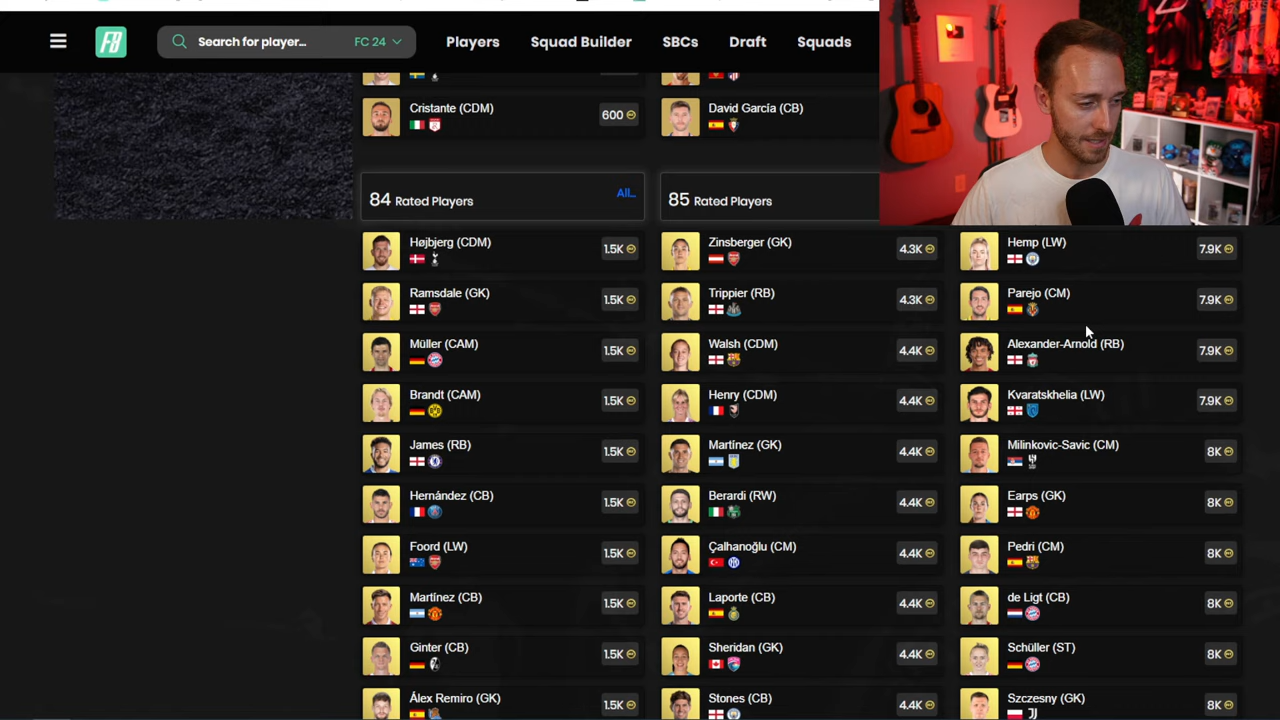 FB
Search for player...
FC 24
Players
Squad Builder
SBCs
Draft
Squads
Cristante (CDM)
600
David García (CB)
84 Rated Players
All...
85 Rated Players
Højbjerg (CDM)
1.5K
Zinsberger (GK)
4.3K
Hemp (LW)
7.9K
Ramsdale (GK)
1.5K
Trippier (RB)
4.3K
Parejo (CM)
7.9K
Müller (CAM)
1.5K
Walsh (CDM)
4.4K
Alexander-Arnold (RB)
7.9K
Brandt (CAM)
1.5K
Henry (CDM)
4.4K
Kvaratskhelia (LW)
7.9K
James (RB)
1.5K
Martínez (GK)
4.4K
Milinkovic-Savic (CM)
8K
Hernández (CB)
1.5K
Berardi (RW)
4.4K
Earps (GK)
8K
Foord (LW)
1.5K
Çalhanoğlu (CM)
4.4K
Pedri (CM)
8K
Martínez (CB)
1.5K
Laporte (CB)
4.4K
de Ligt (CB)
8K
Ginter (CB)
1.5K
Sheridan (GK)
4.4K
Schüller (ST)
8K
Álex Remiro (GK)
1.5K
Stones (CB)
4.4K
Szczesny (GK)
8K